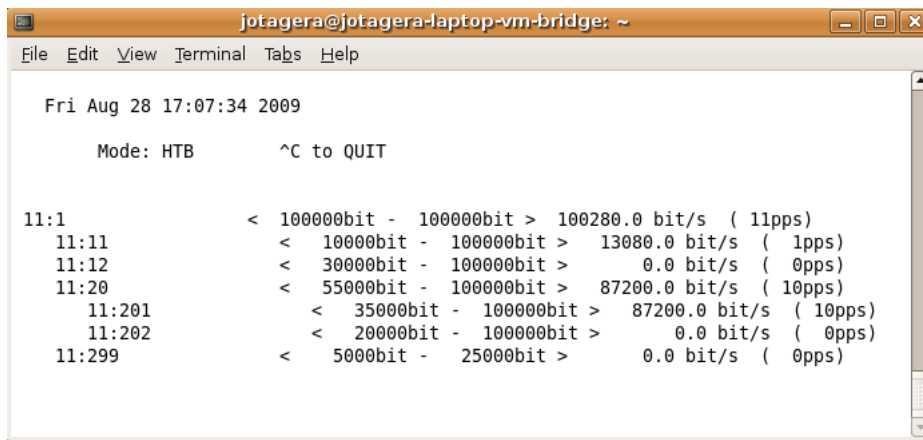 jotagera@jotagera-laptop-vm-bridge: ~
File Edit View Terminal Tabs Help
Fri Aug 28 17:07:34 2009
Mode: HTB ^C to QUIT
11:1 < 100000bit - 100000bit > 100280.0 bit/s ( 11pps)
11:11 < 10000bit - 100000bit > 13080.0 bit/s ( 1pps)
11:12 < 30000bit - 100000bit > 0.0 bit/s ( 0pps)
11:20 < 55000bit - 100000bit > 87200.0 bit/s ( 10pps)
11:201 < 35000bit - 100000bit > 87200.0 bit/s ( 10pps)
11:202 < 20000bit - 100000bit > 0.0 bit/s ( 0pps)
11:299 < 5000bit - 25000bit > 0.0 bit/s ( 0pps)